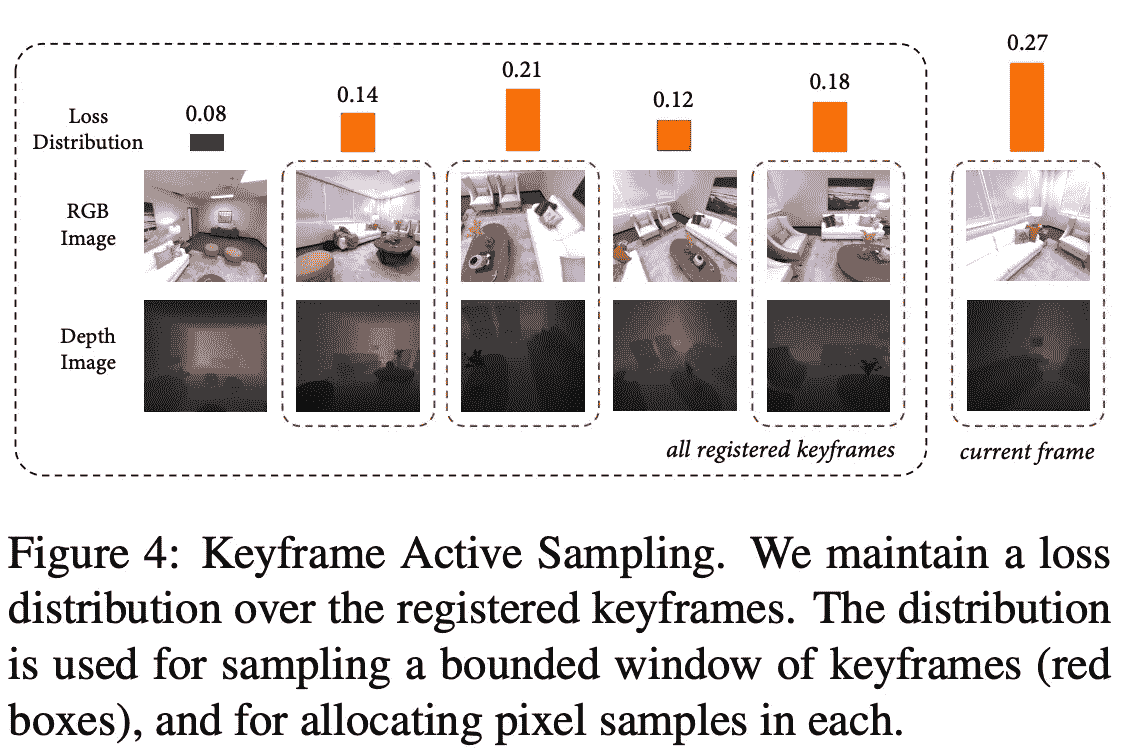 0.27
0.21
0.18
0.14
0.12
0.08
Loss
Distribution
RGB
Image
Depth
Image
all registered keyframes
current frame
Figure 4: Keyframe Active Sampling. We maintain a loss
distribution over the registered keyframes. The distribution
is used for sampling a bounded window of keyframes (red
boxes), and for allocating pixel samples in each.